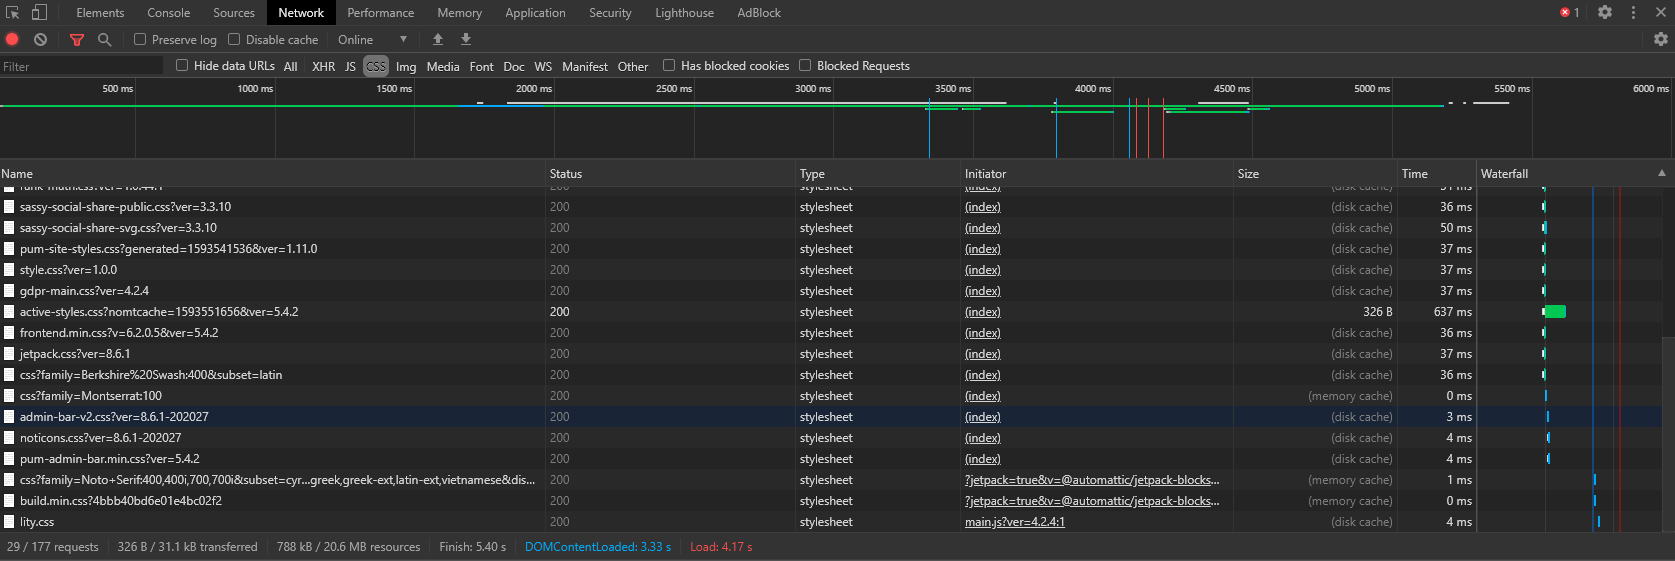 Elements Console Sources Network Performance Memory Application Security Lighthouse AdBlock 1
Preserve log Disable cache Online
Filter Hide data URLs All XHR JS CSS Img Media Font Doc WS Manifest Other Has blocked cookies Blocked Requests
500 ms 1000 ms 1500 ms 2000 ms 2500 ms 3000 ms 3500 ms 4000 ms 4500 ms 5000 ms 5500 ms 6000 ms
Name Status Type Initiator Size Time Waterfall
rank-math.css?ver=1.0.44.1 200 stylesheet (index) (disk cache)
sassy-social-share-public.css?ver=3.3.10 200 stylesheet (index) (disk cache) 36 ms
sassy-social-share-svg.css?ver=3.3.10 200 stylesheet (index) (disk cache) 50 ms
pum-site-styles.css?generated=1593541536&ver=1.11.0 200 stylesheet (index) (disk cache) 37 ms
style.css?ver=1.0.0 200 stylesheet (index) (disk cache) 37 ms
gdpr-main.css?ver=4.2.4 200 stylesheet (index) (disk cache) 37 ms
active-styles.css?nomtcache=1593551656&ver=5.4.2 200 stylesheet (index) 326 B 637 ms
frontend.min.css?v=6.2.0.5&ver=5.4.2 200 stylesheet (index) (disk cache) 36 ms
jetpack.css?ver=8.6.1 200 stylesheet (index) (disk cache) 37 ms
css?family=Berkshire%20Swash:400&subset=latin 200 stylesheet (index) (disk cache) 36 ms
css?family=Montserrat:100 200 stylesheet (index) (memory cache) 0 ms
admin-bar-v2.css?ver=8.6.1-202027 200 stylesheet (index) (disk cache) 3 ms
noticons.css?ver=8.6.1-202027 200 stylesheet (index) (disk cache) 4 ms
pum-admin-bar.min.css?ver=5.4.2 200 stylesheet (index) (disk cache) 4 ms
css?family=Noto+Serif:400,400i,700,700i&subset=cyr...greek,greek-ext,latin-ext,vietnamese&dis... 200 stylesheet ?jetpack=true&v=@automattic/jetpack-blocks... (memory cache) 1 ms
build.min.css?4bbb40bd6e01e4bc02f2 200 stylesheet ?jetpack=true&v=@automattic/jetpack-blocks... (memory cache) 0 ms
lity.css 200 stylesheet main.js?ver=4.2.4:1 (disk cache) 4 ms
29 / 177 requests 326 B / 31.1 kB transferred 788 kB / 20.6 MB resources Finish: 5.40 s DOMContentLoaded: 3.33 s Load: 4.17 s